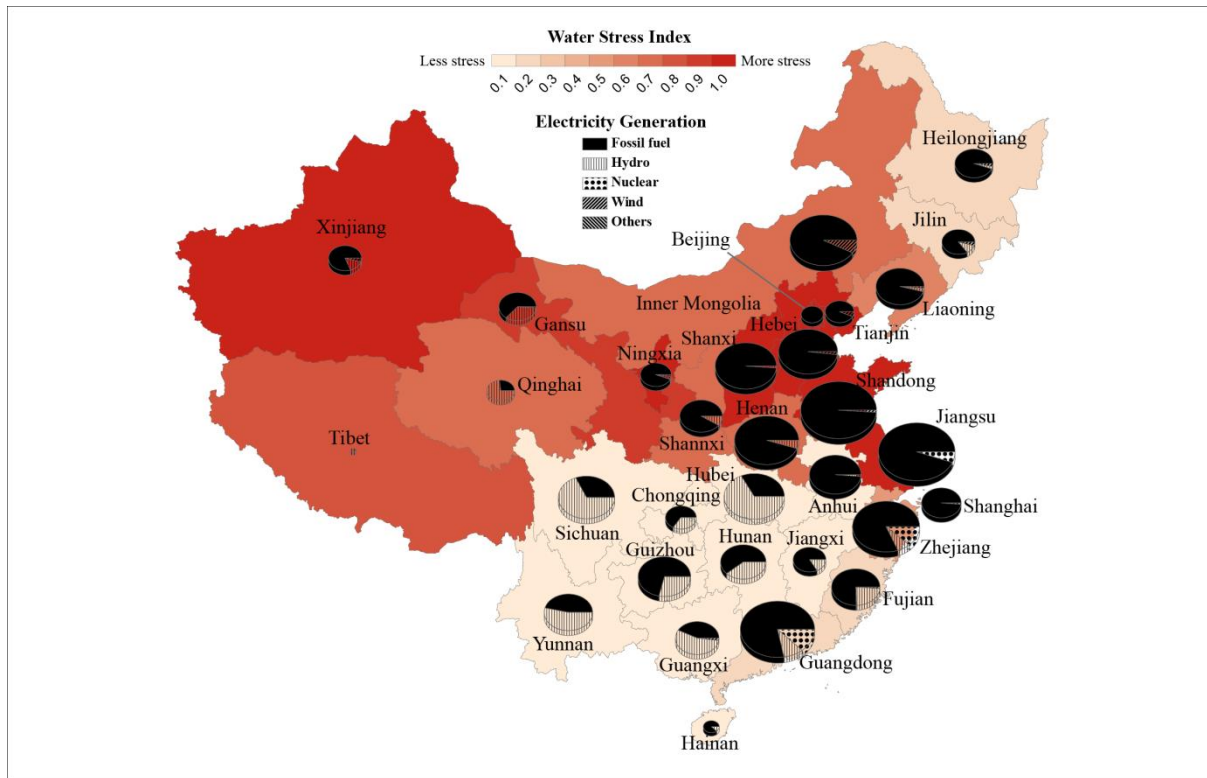 Water Stress Index
Less stress
More stress
0.1
0.2
0.3
0.4
0.5
0.6
0.7
0.8
0.9
1.0
Electricity Generation
Fossil fuel
Hydro
Nuclear
Wind
Others
Heilongjiang
Jilin
Xinjiang
Beijing
Inner Mongolia
Liaoning
Gansu
Hebei
Tianjin
Shanxi
Ningxia
Qinghai
Shandong
Henan
Jiangsu
Tibet
Shannxi
Hubei
Chongqing
Anhui
Shanghai
Sichuan
Hunan
Jiangxi
Zhejiang
Guizhou
Fujian
Yunnan
Guangxi
Guangdong
Hainan